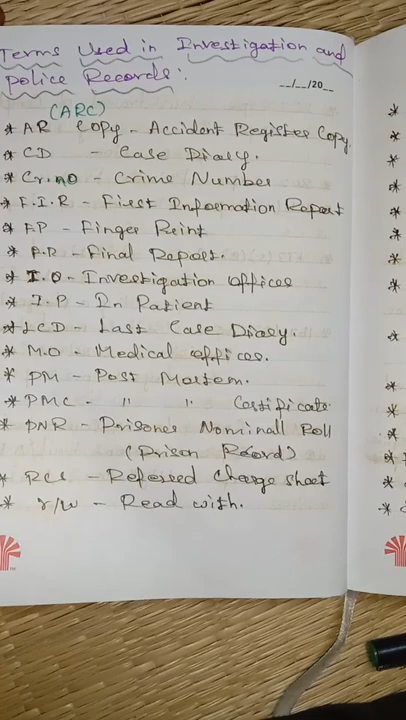 Terms Used in Investigation and
Police Records:
__/__/20__
(ARC)
* AR Copy - Accident Register Copy.
* CD - Case Diary.
* Cr.no - Crime Number
* F.I.R - First Information Report
* FP - Finger Print
* F.R - Final Report.
* I.O - Investigation Officer
* I.P - In Patient
* LCD - Last Case Diary.
* M.O - Medical officer.
* PM - Post Mortem.
* PMC - " " Certificate
* PNR - Prisoner Nominall Roll
(Prison Record)
* RCS - Referred Charge sheet
* r/w - Read with.